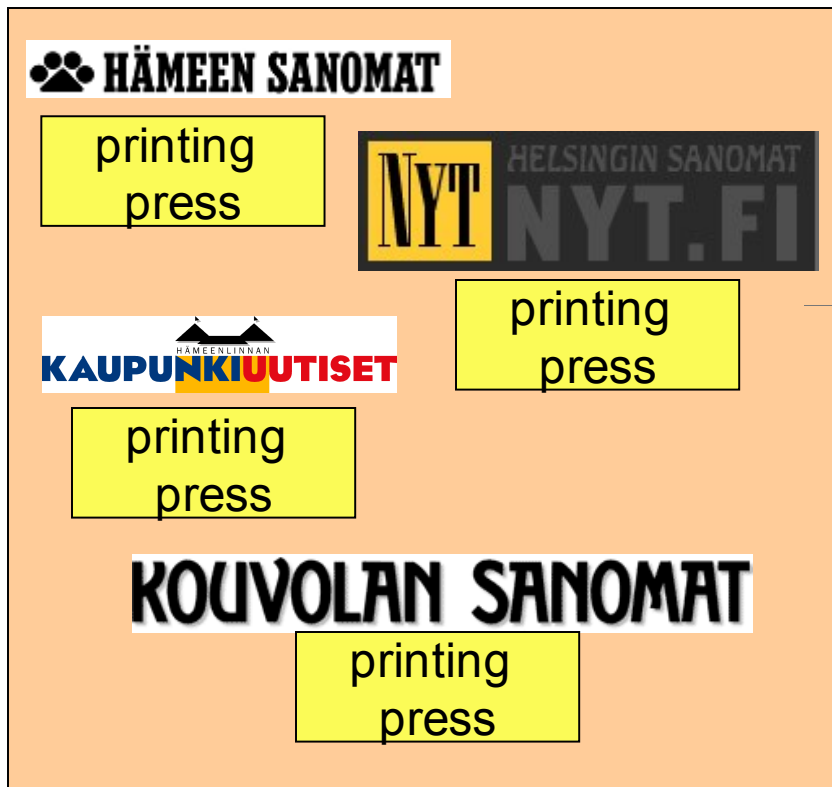 HÄMEEN SANOMAT
printing
press
NYT
HELSINGIN SANOMAT
NYT.FI
printing
press
HÄMEENLINNAN
KAUPUNKIUUTISET
printing
press
KOUVOLAN SANOMAT
printing
press